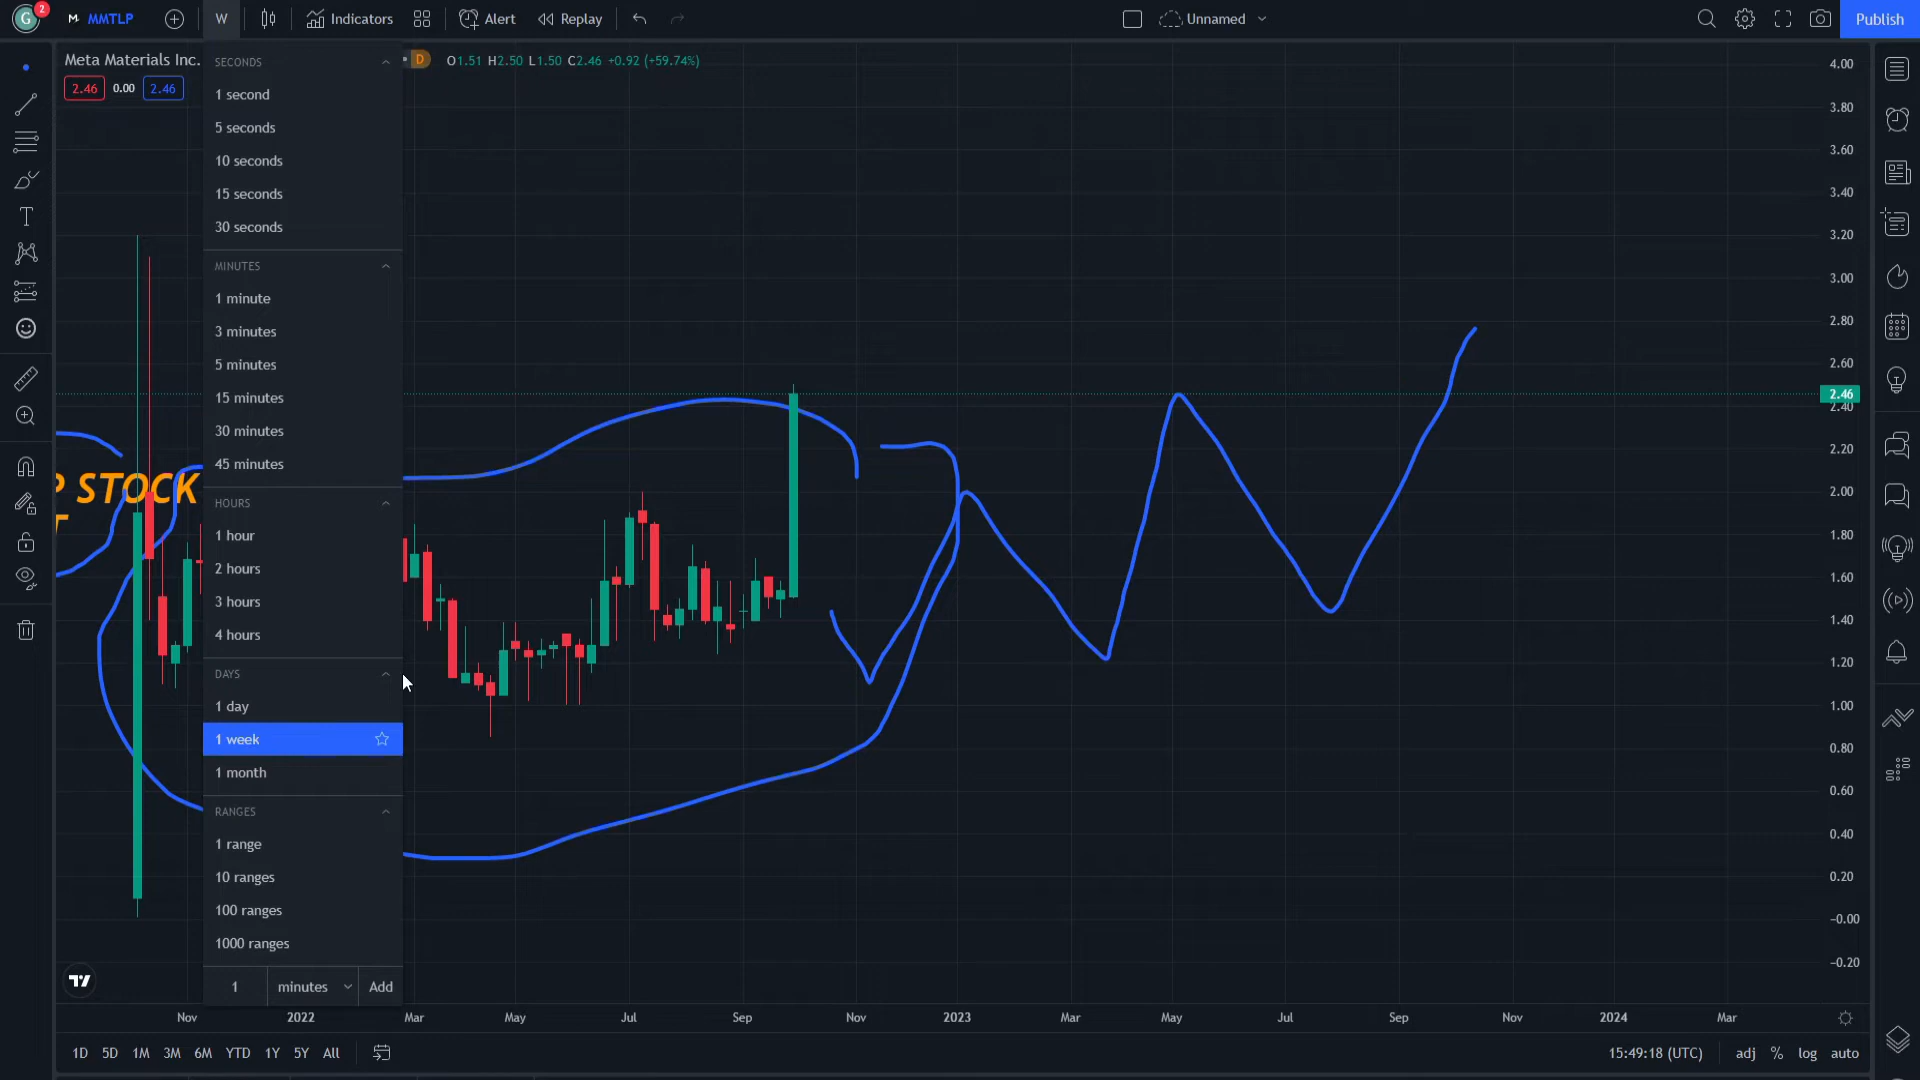 G
2
MMTLP
W
Indicators
Alert
Replay
Unnamed
Publish
Meta Materials Inc.
D
O1.51 H2.50 L1.50 C2.46 +0.92 (+59.74%)
2.46
0.00
2.46
SECONDS
1 second
5 seconds
10 seconds
15 seconds
30 seconds
MINUTES
1 minute
3 minutes
5 minutes
15 minutes
30 minutes
45 minutes
HOURS
1 hour
2 hours
3 hours
4 hours
DAYS
1 day
1 week
1 month
RANGES
1 range
10 ranges
100 ranges
1000 ranges
1
minutes
Add
P STOCK
T
4.00
3.80
3.60
3.40
3.20
3.00
2.80
2.60
2.46
2.40
2.20
2.00
1.80
1.60
1.40
1.20
1.00
0.80
0.60
0.40
0.20
−0.00
−0.20
Nov
2022
Mar
May
Jul
Sep
Nov
2023
Mar
May
Jul
Sep
Nov
2024
Mar
1D
5D
1M
3M
6M
YTD
1Y
5Y
All
15:49:18 (UTC)
adj
%
log
auto